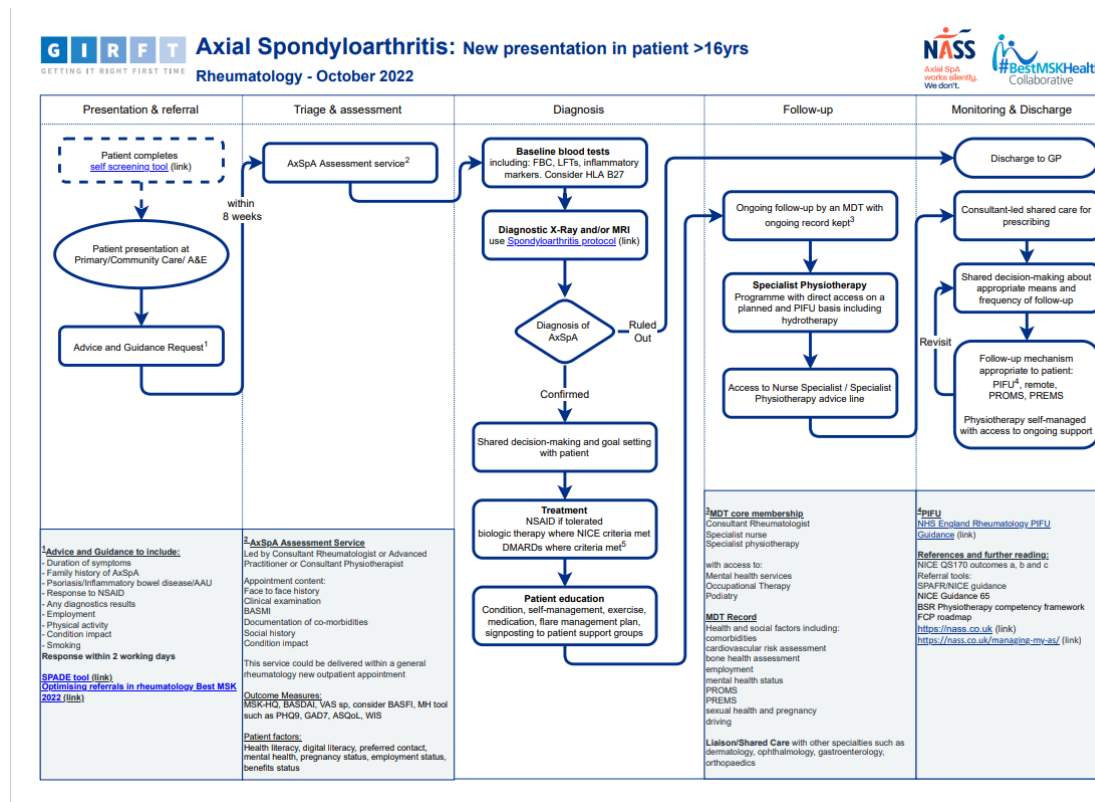 G I R F T
GETTING IT RIGHT FIRST TIME
Axial Spondyloarthritis: New presentation in patient >16yrs
Rheumatology - October 2022
NASS
Axial SpA
works silently.
We don't.
#BestMSKHealth
Collaborative
Presentation & referral
Triage & assessment
Diagnosis
Follow-up
Monitoring & Discharge
Patient completes
self screening tool (link)
Patient presentation at
Primary/Community Care/ A&E
Advice and Guidance Request1
within
8 weeks
AxSpA Assessment service2
Baseline blood tests
including: FBC, LFTs, inflammatory
markers. Consider HLA B27
Diagnostic X-Ray and/or MRI
use Spondyloarthritis protocol (link)
Diagnosis of
AxSpA
Ruled
Out
Confirmed
Shared decision-making and goal setting
with patient
Treatment
NSAID if tolerated
biologic therapy where NICE criteria met
DMARDs where criteria met5
Patient education
Condition, self-management, exercise,
medication, flare management plan,
signposting to patient support groups
Ongoing follow-up by an MDT with
ongoing record kept3
Specialist Physiotherapy
Programme with direct access on a
planned and PIFU basis including
hydrotherapy
Access to Nurse Specialist / Specialist
Physiotherapy advice line
Discharge to GP
Consultant-led shared care for
prescribing
Shared decision-making about
appropriate means and
frequency of follow-up
Revisit
Follow-up mechanism
appropriate to patient:
PIFU4, remote,
PROMS, PREMS
Physiotherapy self-managed
with access to ongoing support
1Advice and Guidance to include:
- Duration of symptoms
- Family history of AxSpA
- Psoriasis/Inflammatory bowel disease/AAU
- Response to NSAID
- Any diagnostics results
- Employment
- Physical activity
- Condition impact
- Smoking
Response within 2 working days
SPADE tool (link)
Optimising referrals in rheumatology Best MSK
2022 (link)
2 AxSpA Assessment Service
Led by Consultant Rheumatologist or Advanced
Practitioner or Consultant Physiotherapist
Appointment content:
Face to face history
Clinical examination
BASMI
Documentation of co-morbidities
Social history
Condition impact
This service could be delivered within a general
rheumatology new outpatient appointment
Outcome Measures:
MSK-HQ, BASDAI, VAS sp, consider BASFI, MH tool
such as PHQ9, GAD7, ASQoL, WIS
Patient factors:
Health literacy, digital literacy, preferred contact,
mental health, pregnancy status, employment status,
benefits status
3MDT core membership
Consultant Rheumatologist
Specialist nurse
Specialist physiotherapy
with access to:
Mental health services
Occupational Therapy
Podiatry
MDT Record
Health and social factors including:
comorbidities
cardiovascular risk assessment
bone health assessment
employment
mental health status
PROMS
PREMS
sexual health and pregnancy
driving
Liaison/Shared Care with other specialties such as
dermatology, ophthalmology, gastroenterology,
orthopaedics
4PIFU
NHS England Rheumatology PIFU
Guidance (link)
References and further reading:
NICE QS170 outcomes a, b and c
Referral tools:
SPAFR/NICE guidance
NICE Guidance 65
BSR Physiotherapy competency framework
FCP roadmap
https://nass.co.uk (link)
https://nass.co.uk/managing-my-as/ (link)